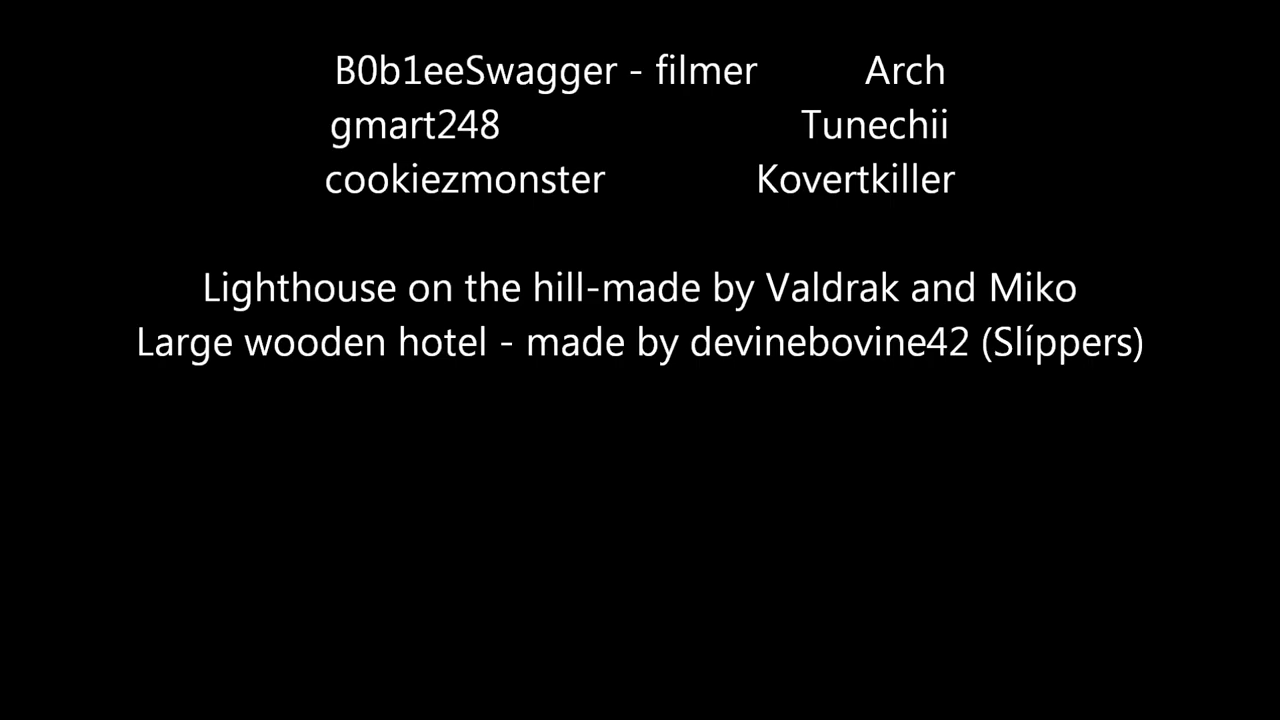 B0b1eeSwagger - filmer Arch
gmart248 Tunechii
cookiezmonster Kovertkiller
Lighthouse on the hill-made by Valdrak and Miko
Large wooden hotel - made by devinebovine42 (Slíppers)